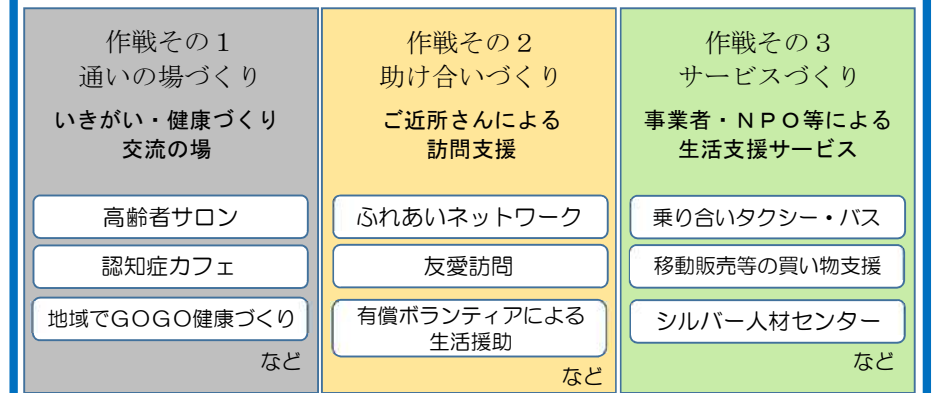 作戦その１
通いの場づくり
いきがい・健康づくり
交流の場
高齢者サロン
認知症カフェ
地域でＧＯＧＯ健康づくり
など
作戦その２
助け合いづくり
ご近所さんによる
訪問支援
ふれあいネットワーク
友愛訪問
有償ボランティアによる
生活援助
など
作戦その３
サービスづくり
事業者・ＮＰＯ等による
生活支援サービス
乗り合いタクシー・バス
移動販売等の買い物支援
シルバー人材センター
など